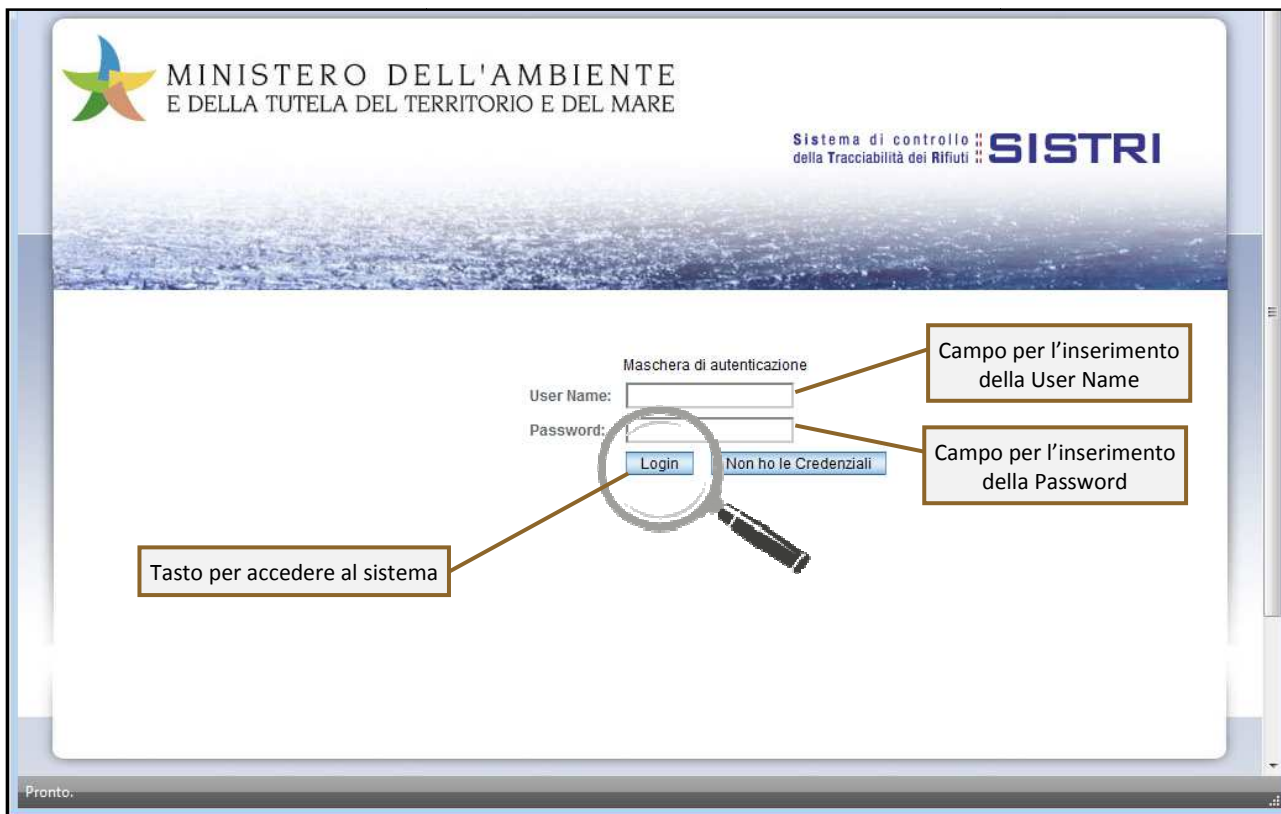 MINISTERO DELL'AMBIENTE
E DELLA TUTELA DEL TERRITORIO E DEL MARE
Sistema di controllo
della Tracciabilità dei Rifiuti
SISTRI
Maschera di autenticazione
User Name:
Password:
Login
Non ho le Credenziali
Campo per l’inserimento
della User Name
Campo per l’inserimento
della Password
Tasto per accedere al sistema
Pronto.